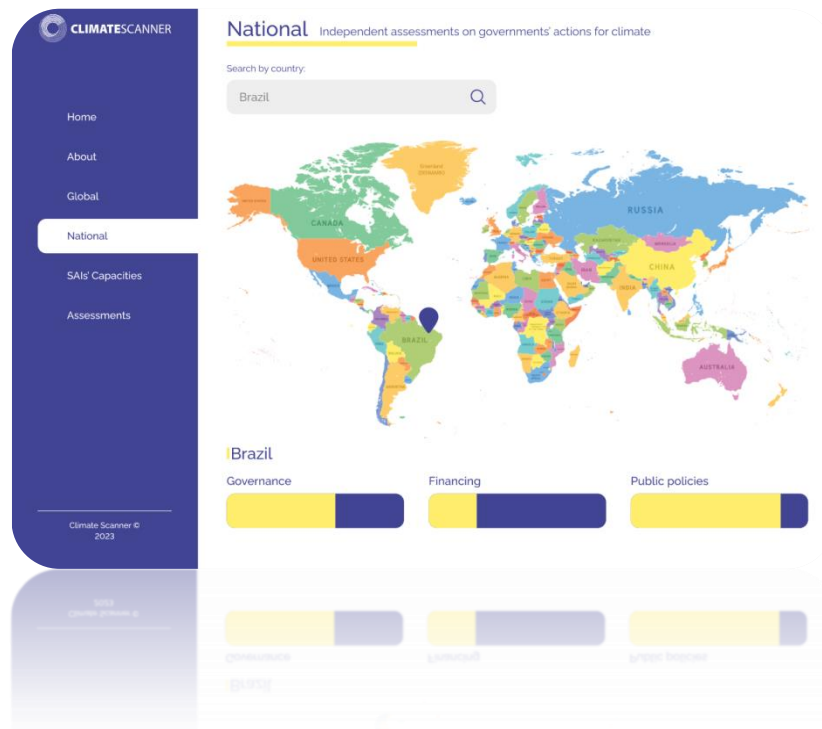 CLIMATESCANNER
National Independent assessments on governments' actions for climate
Search by country:
Brazil
Home
About
Global
National
SAIs' Capacities
Assessments
CANADA
UNITED STATES
BRAZIL
RUSSIA
CHINA
INDIA
AUSTRALIA
Brazil
Governance Financing Public policies
Climate Scanner ©
2023